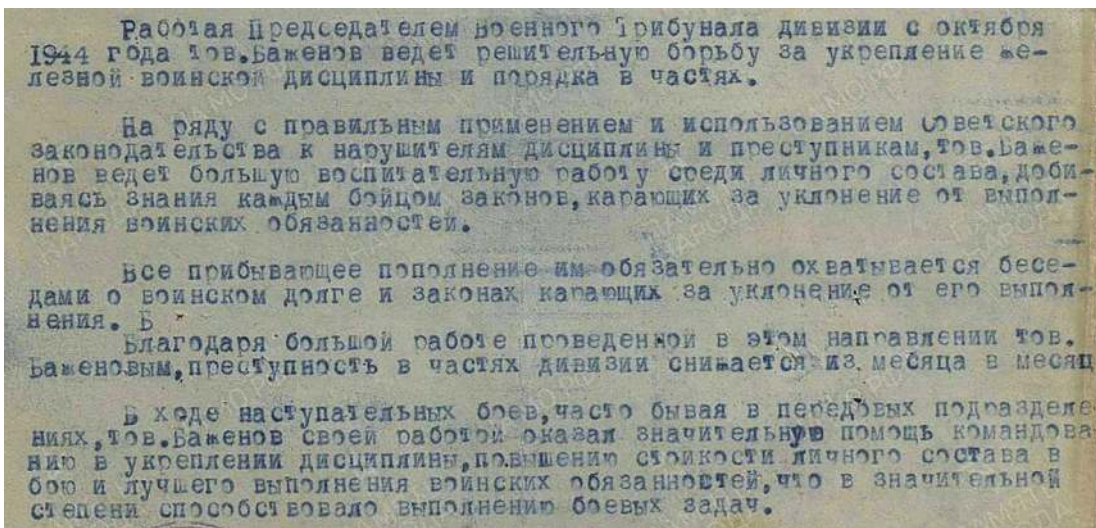 Работая Председателем Военного Трибунала дивизии с октября
1944 года тов.Баженов ведет решительную борьбу за укрепление же-
лезной воинской дисциплины и порядка в частях.
На ряду с правильным применением и использованием Советского
законодательства к нарушителям дисциплины и преступникам,тов.Баже-
нов ведет большую воспитательную работу среди личного состава,доби-
ваясь знания каждым бойцом законов,карающих за уклонение от выпол-
нения воинских обязанностей.
Все прибывающее пополнение им обязательно охватывается бесе-
дами о воинском долге и законах карающих за уклонение от его выпол-
нения. Б
Благодаря большой работе проведенной в этом направлении тов.
Баженовым,преступность в частях дивизии снижается из месяца в месяц
В ходе наступательных боев,часто бывая в передовых подразделе
ниях,тов.Баженов своей работой оказал значительную помощь командова
нию в укреплении дисциплины,повышению стойкости личного состава в
бою и лучшего выполнения воинских обязанностей,что в значительной
степени способствовало выполнению боевых задач.